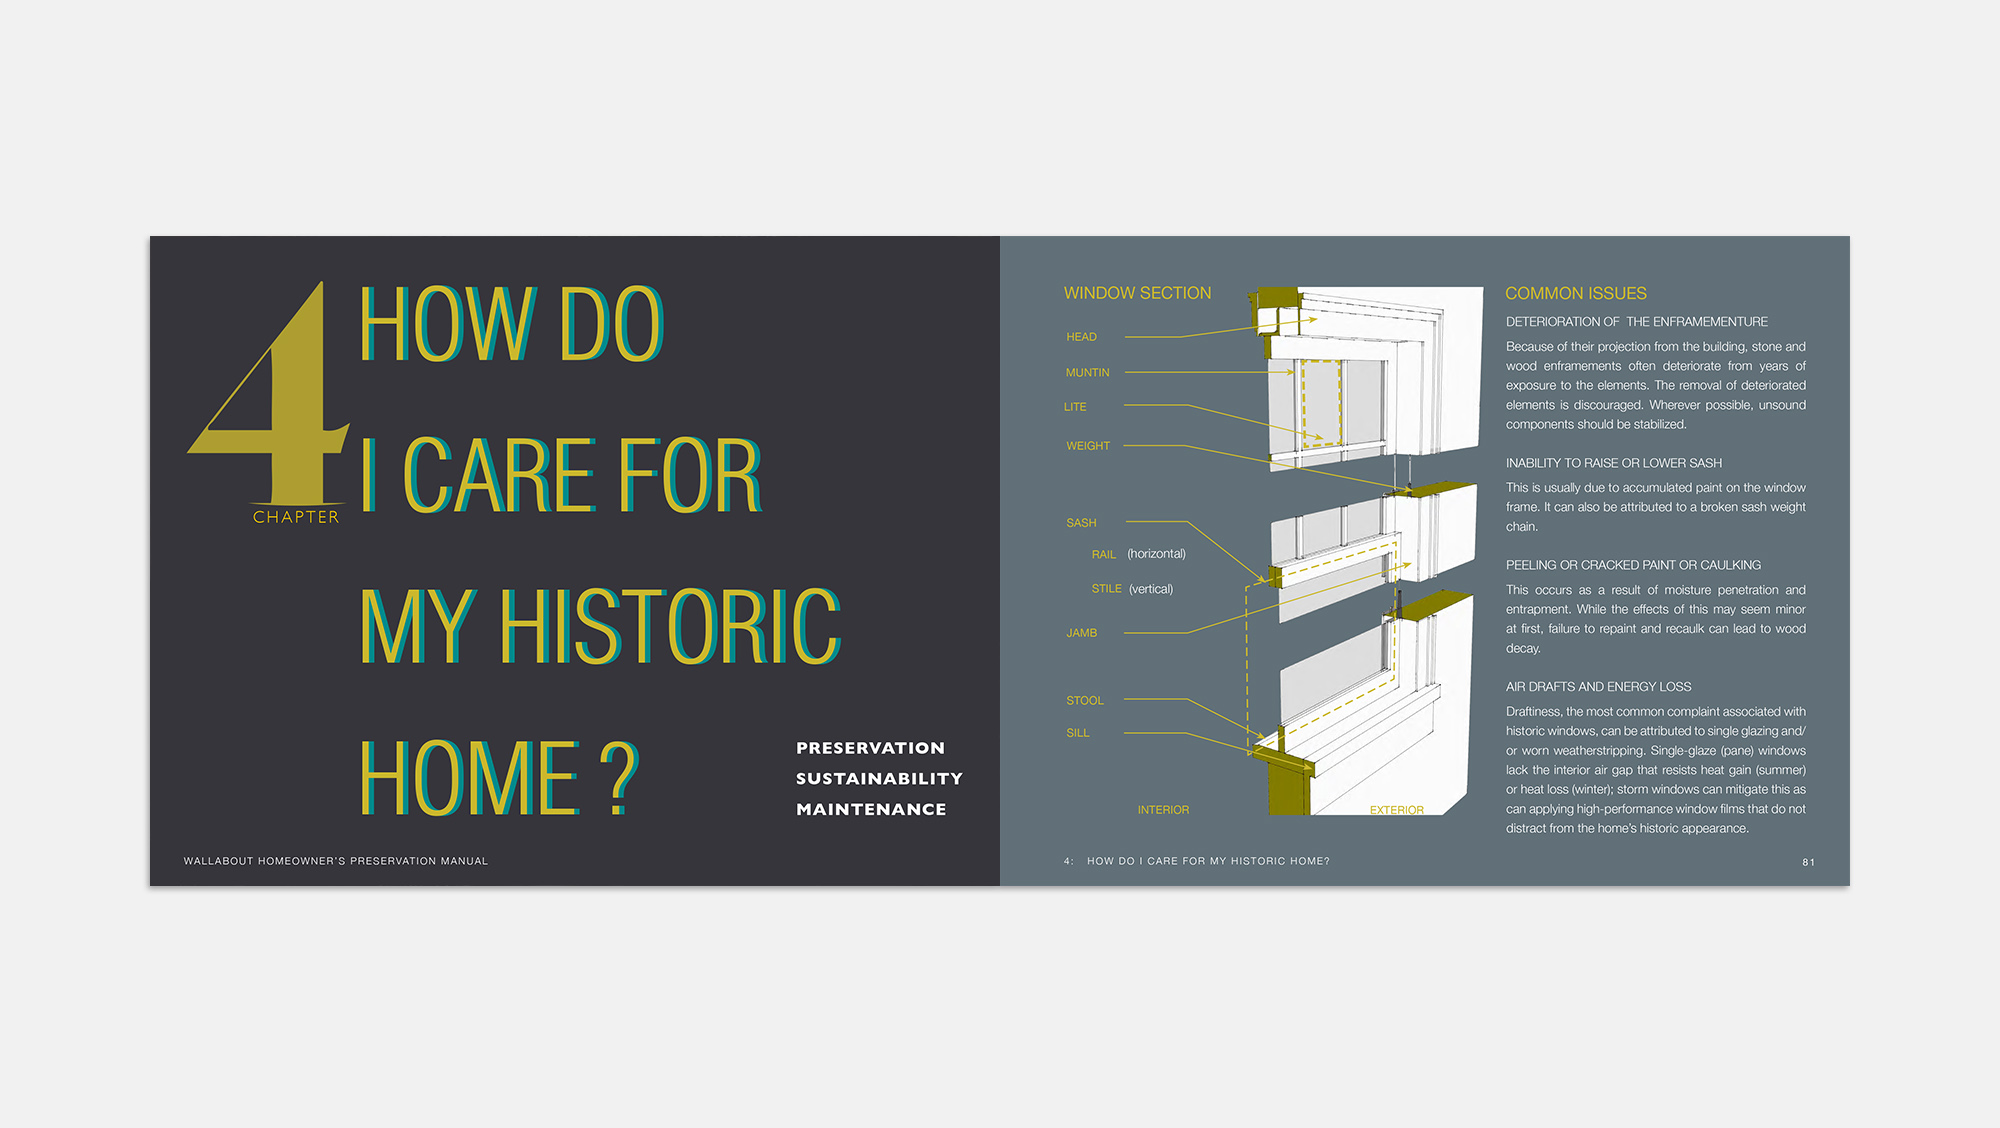 4
CHAPTER
HOW DO
I CARE FOR
MY HISTORIC
HOME ?
PRESERVATION
SUSTAINABILITY
MAINTENANCE
WALLABOUT HOMEOWNER'S PRESERVATION MANUAL
WINDOW SECTION
HEAD
MUNTIN
LITE
WEIGHT
SASH
RAIL (horizontal)
STILE (vertical)
JAMB
STOOL
SILL
INTERIOR
EXTERIOR
COMMON ISSUES
DETERIORATION OF THE ENFRAMEMENTURE
Because of their projection from the building, stone and
wood enframements often deteriorate from years of
exposure to the elements. The removal of deteriorated
elements is discouraged. Wherever possible, unsound
components should be stabilized.
INABILITY TO RAISE OR LOWER SASH
This is usually due to accumulated paint on the window
frame. It can also be attributed to a broken sash weight
chain.
PEELING OR CRACKED PAINT OR CAULKING
This occurs as a result of moisture penetration and
entrapment. While the effects of this may seem minor
at first, failure to repaint and recaulk can lead to wood
decay.
AIR DRAFTS AND ENERGY LOSS
Draftiness, the most common complaint associated with
historic windows, can be attributed to single glazing and/
or worn weatherstripping. Single-glaze (pane) windows
lack the interior air gap that resists heat gain (summer)
or heat loss (winter); storm windows can mitigate this as
can applying high-performance window films that do not
distract from the home's historic appearance.
4: HOW DO I CARE FOR MY HISTORIC HOME?
81